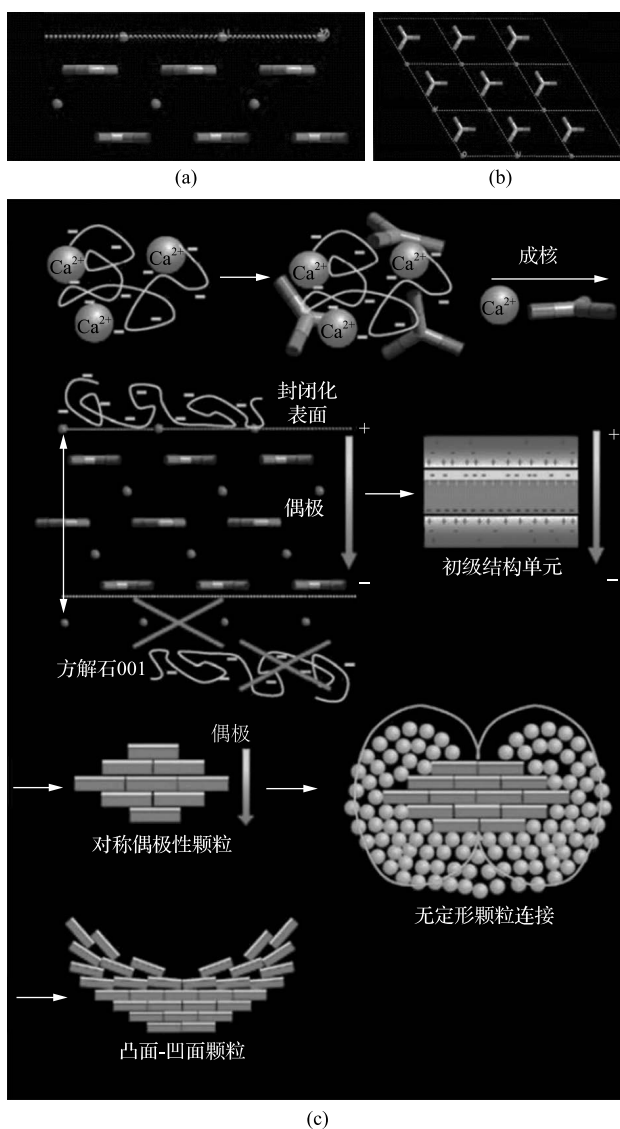 (a)
(b)
Ca²⁺
Ca²⁺
Ca²⁺
Ca²⁺
Ca²⁺
Ca²⁺
成核
Ca²⁺
封闭化
表面
+
偶极
−
方解石001
+
初级结构单元
−
偶极
对称偶极性颗粒
无定形颗粒连接
凸面-凹面颗粒
(c)